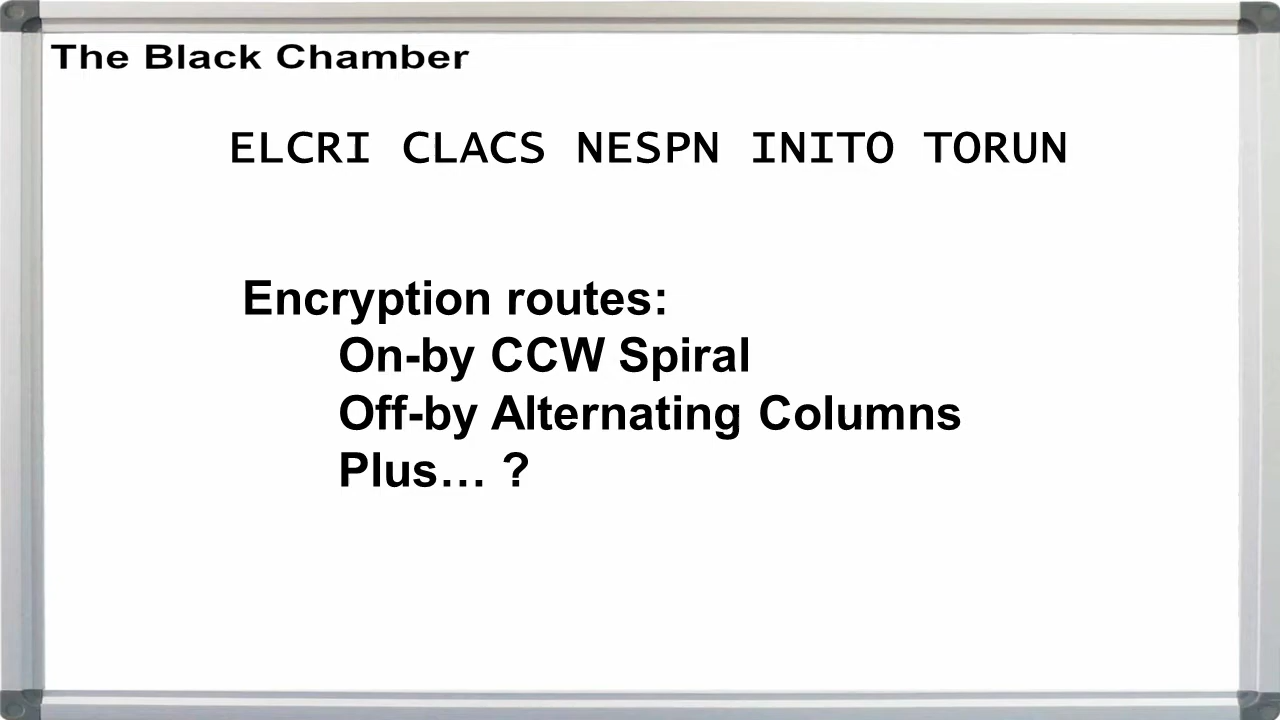 The Black Chamber
ELCRI CLACS NESPN INITO TORUN
Encryption routes:
On-by CCW Spiral
Off-by Alternating Columns
Plus… ?